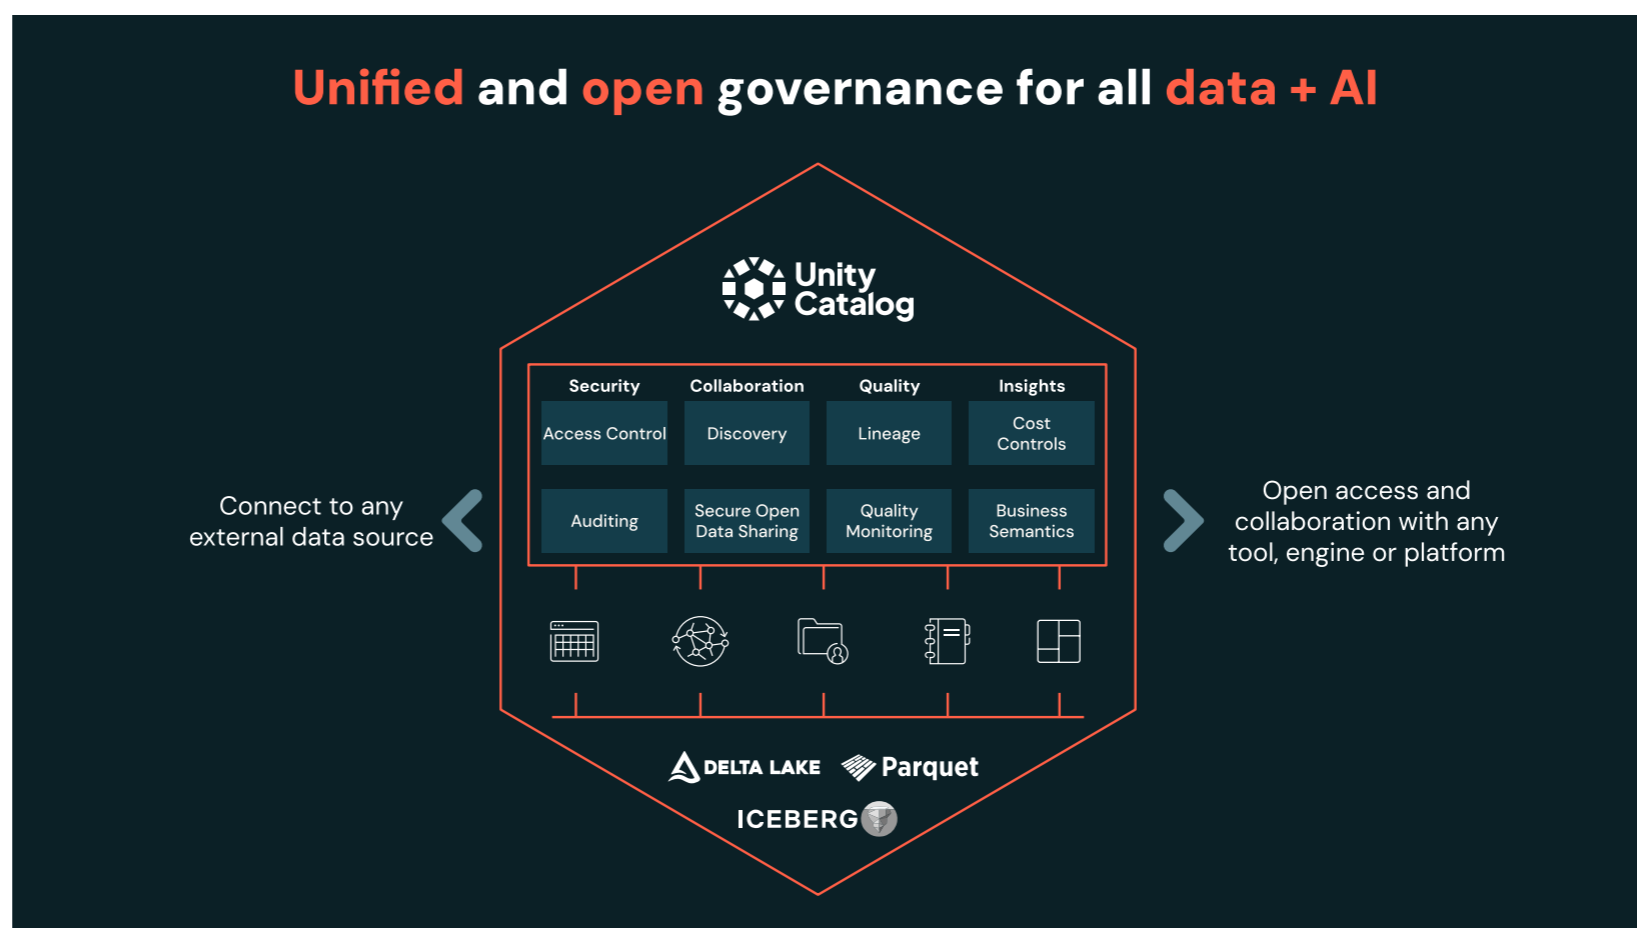 Unified and open governance for all data + AI
Unity
Catalog
Security
Collaboration
Quality
Insights
Access Control
Discovery
Lineage
Cost
Controls
Auditing
Secure Open
Data Sharing
Quality
Monitoring
Business
Semantics
Connect to any
external data source
Open access and
collaboration with any
tool, engine or platform
DELTA LAKE
Parquet
ICEBERG